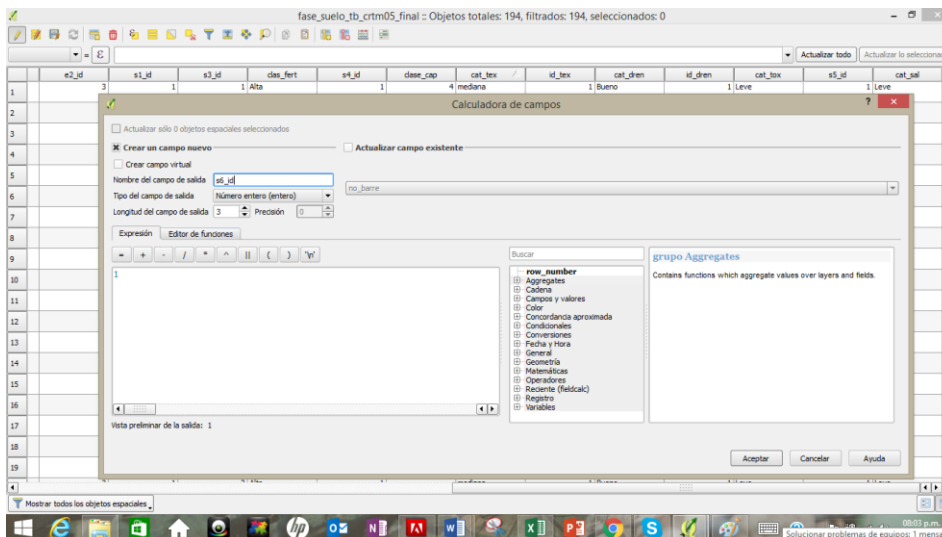 fase_suelo_tb_crtm05_final :: Objetos totales: 194, filtrados: 194, seleccionados: 0
= ε Actualizar todo Actualizar lo selecciona
e2_id s1_id s3_id clas_fert s4_id clase_cap cat_tex id_tex cat_dren id_dren cat_tox s5_id cat_sal
1 3 1 1 Alta 1 4 mediana 1 Bueno 1 Leve 1 Leve
2
3
4
5
6
7
8
9
10
11
12
13
14
15
16
17
18
19
Calculadora de campos
Actualizar sólo 0 objetos espaciales seleccionados
Crear un campo nuevo
Actualizar campo existente
Crear campo virtual
Nombre del campo de salida s6_id
no_barre
Tipo del campo de salida Número entero (entero)
Longitud del campo de salida 3 Precisión 0
Expresión Editor de funciones
= + - / * ^ || ( ) '\n'
1
Vista preliminar de la salida: 1
Buscar
row_number
Aggregates
Cadena
Campos y valores
Color
Concordancia aproximada
Condicionales
Conversiones
Fecha y Hora
General
Geometría
Matemáticas
Operadores
Reciente (fieldcalc)
Registro
Variables
grupo Aggregates
Contains functions which aggregate values over layers and fields.
Aceptar Cancelar Ayuda
Mostrar todos los objetos espaciales
08:03 p.m.
Solucionar problemas de equipos: 1 mensa